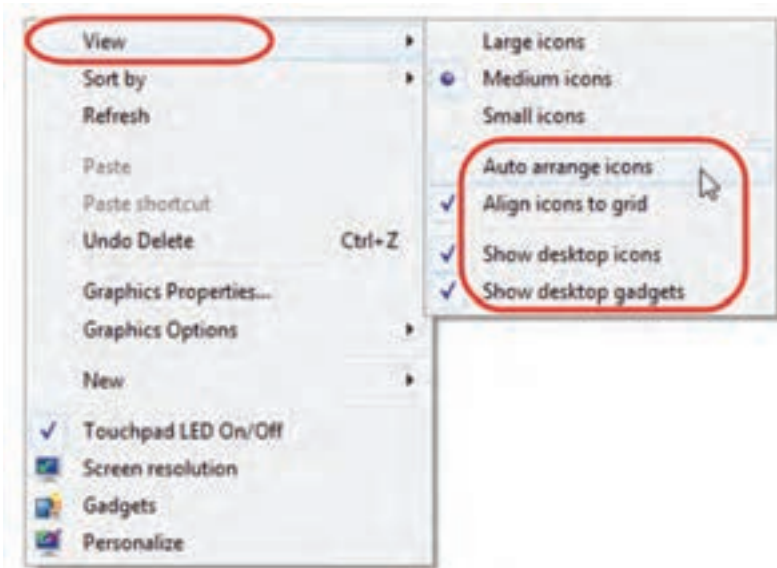 View
Sort by
Refresh
Paste
Paste shortcut
Undo Delete Ctrl+Z
Graphics Properties...
Graphics Options
New
Touchpad LED On/Off
Screen resolution
Gadgets
Personalize
Large icons
Medium icons
Small icons
Auto arrange icons
Align icons to grid
Show desktop icons
Show desktop gadgets